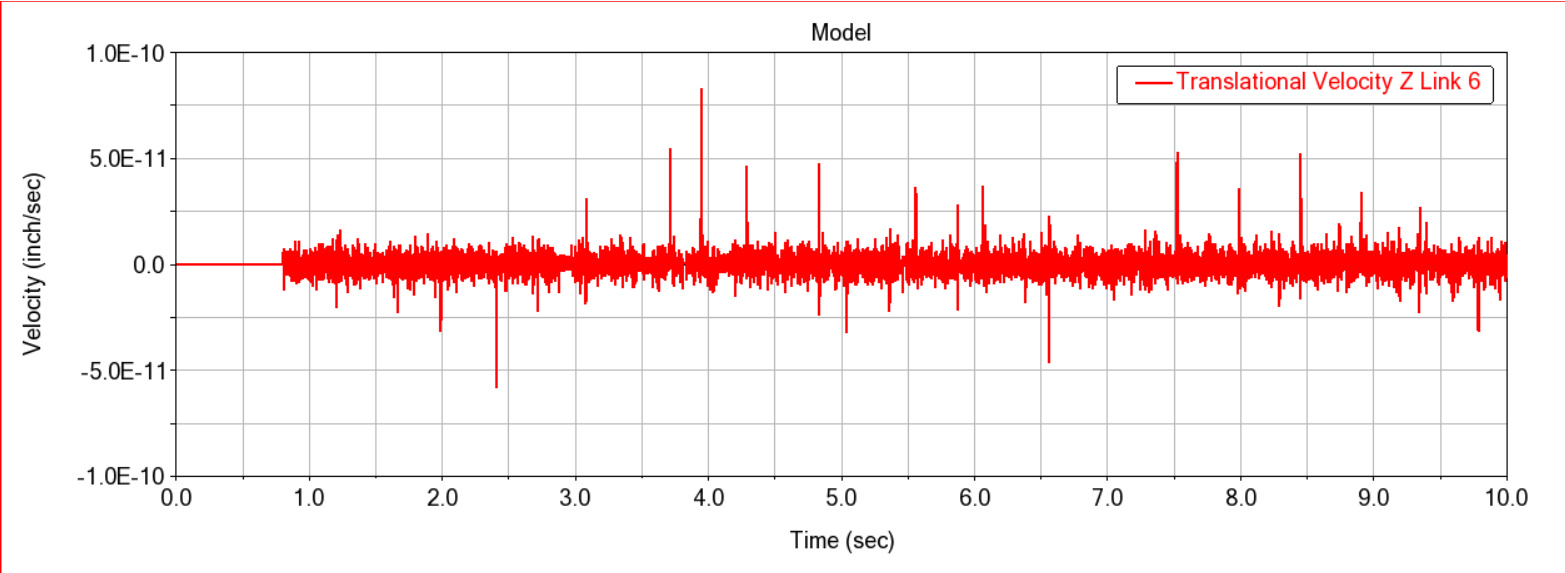 Model
1.0E-10
5.0E-11
0.0
-5.0E-11
-1.0E-10
Velocity (inch/sec)
Translational Velocity Z Link 6
0.0 1.0 2.0 3.0 4.0 5.0 6.0 7.0 8.0 9.0 10.0
Time (sec)